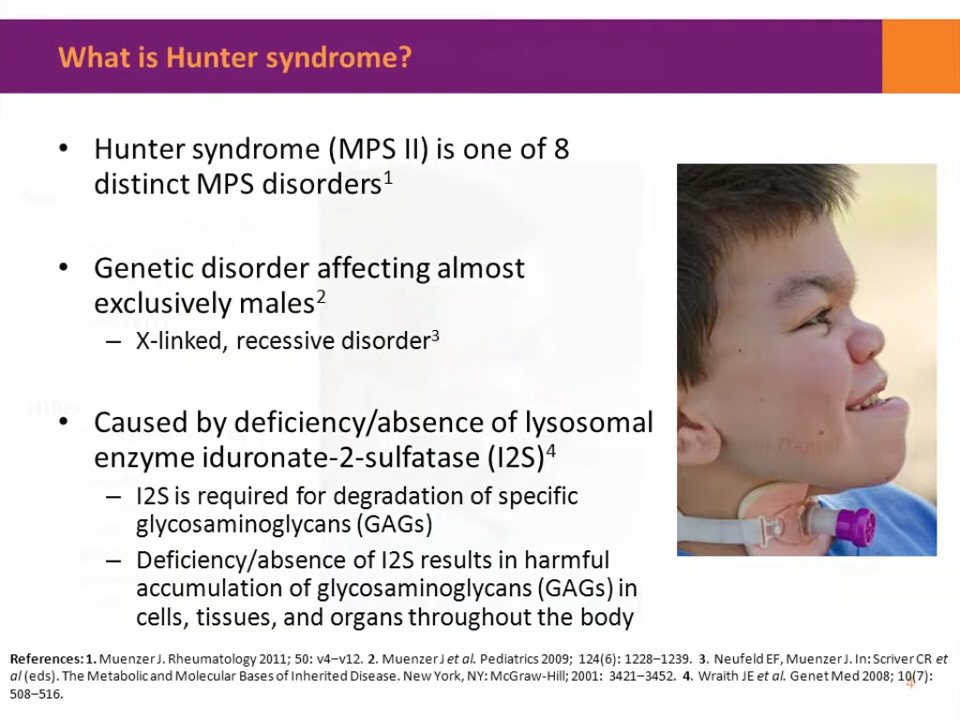 What is Hunter syndrome?
• Hunter syndrome (MPS II) is one of 8
distinct MPS disorders1
• Genetic disorder affecting almost
exclusively males2
– X-linked, recessive disorder3
• Caused by deficiency/absence of lysosomal
enzyme iduronate-2-sulfatase (I2S)4
– I2S is required for degradation of specific
glycosaminoglycans (GAGs)
– Deficiency/absence of I2S results in harmful
accumulation of glycosaminoglycans (GAGs) in
cells, tissues, and organs throughout the body
References: 1. Muenzer J. Rheumatology 2011; 50: v4–v12. 2. Muenzer J et al. Pediatrics 2009; 124(6): 1228–1239. 3. Neufeld EF, Muenzer J. In: Scriver CR et
al (eds). The Metabolic and Molecular Bases of Inherited Disease. New York, NY: McGraw-Hill; 2001: 3421–3452. 4. Wraith JE et al. Genet Med 2008; 10(7):
508–516.
4